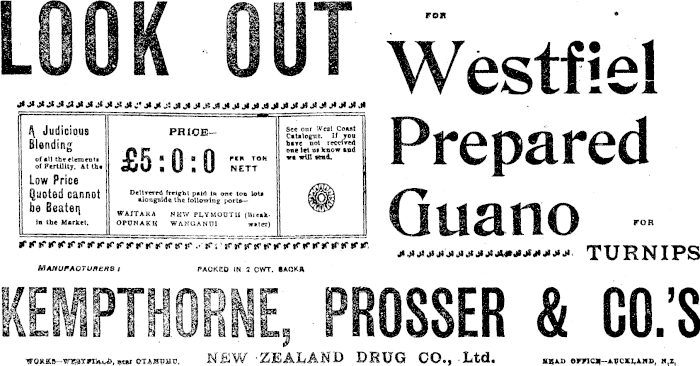 LOOK OUT
FOR
Westfiel
Prepared
Guano
FOR
TURNIPS
A Judicious
Blending
of all the elements
of Fertility. At the
Low Price
Quoted cannot
be Beaten
in the Market.
PRICE—
£5:0:0 PER TON
NETT
Delivered freight paid in one ton lots
alongside the following ports—
WAITARA NEW PLYMOUTH (break-
OPUNAKE WANGANUI water)
See our West Coast
Catalogue. If you
have not received
one let us know and
we will send.
MANUFACTURERS: PACKED IN 2 CWT. SACKS
KEMPTHORNE, PROSSER & CO.'S
WORKS—WESTFIELD, near OTAHUHU. NEW ZEALAND DRUG CO., Ltd. HEAD OFFICE—AUCKLAND, N.Z.